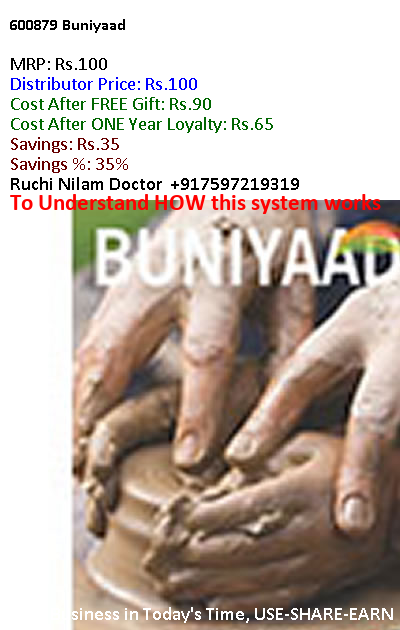 600879 Buniyaad
MRP: Rs.100
Distributor Price: Rs.100
Cost After FREE Gift: Rs.90
Cost After ONE Year Loyalty: Rs.65
Savings: Rs.35
Savings %: 35%
Ruchi Nilam Doctor +917597219319
To Understand HOW this system works
BUNIYAAD
in Today's Time, USE-SHARE-EARN